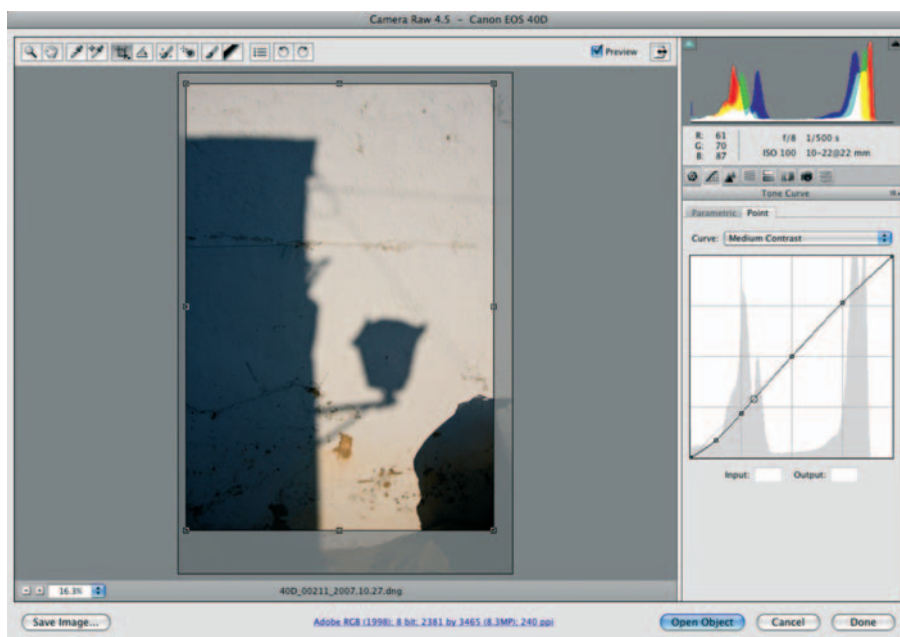 Camera Raw 4.5 – Canon EOS 40D
Preview
R: 61
G: 70
B: 87
f/8 1/500 s
ISO 100 10–22@22 mm
Tone Curve
Parametric Point
Curve: Medium Contrast
Input: Output:
16.3%
40D_00211_2007.10.27.dng
Save Image...
Adobe RGB (1998); 8 bit; 2381 by 3465 (8.3MP); 240 ppi
Open Object
Cancel
Done